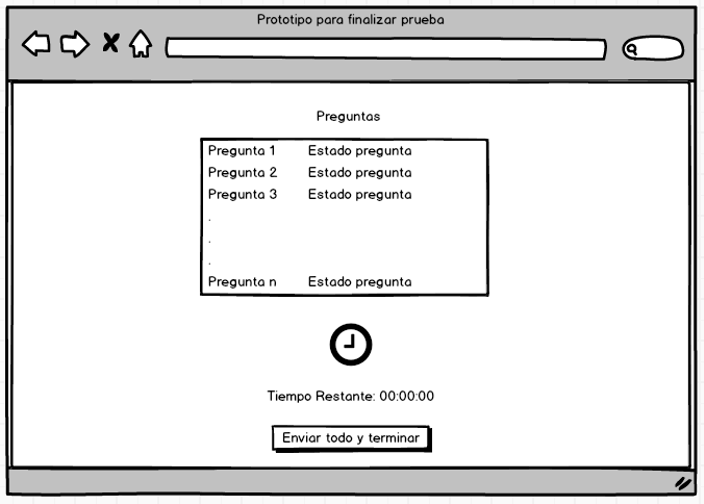 Prototipo para finalizar prueba
Preguntas
Pregunta 1 Estado pregunta
Pregunta 2 Estado pregunta
Pregunta 3 Estado pregunta
.
.
.
Pregunta n Estado pregunta
Tiempo Restante: 00:00:00
Enviar todo y terminar